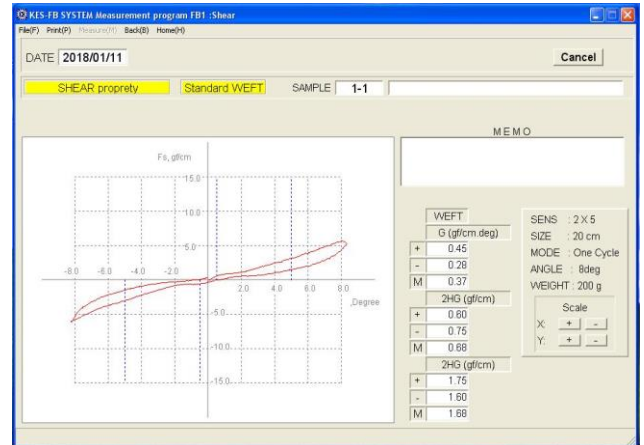 KES-FB SYSTEM Measurement program FB1 :Shear
File(F) Print(P) Measure(M) Back(B) Home(H)
DATE 2018/01/11 Cancel
SHEAR proprety Standard WEFT SAMPLE 1-1
MEMO
Fs, gf/cm
15.0
10.0
5.0
-8.0 -4.0 -2.0
2.0 4.0 6.0 8.0
,Degree
-5.0
-10.0
-15.0
WEFT
G (gf/cm.deg)
+ 0.45
- 0.28
M 0.37
2HG (gf/cm)
+ 0.60
- 0.75
M 0.68
2HG (gf/cm)
+ 1.75
- 1.60
M 1.68
SENS : 2 X 5
SIZE : 20 cm
MODE : One Cycle
ANGLE : 8deg
WEIGHT : 200 g
Scale
X: + -
Y: + -